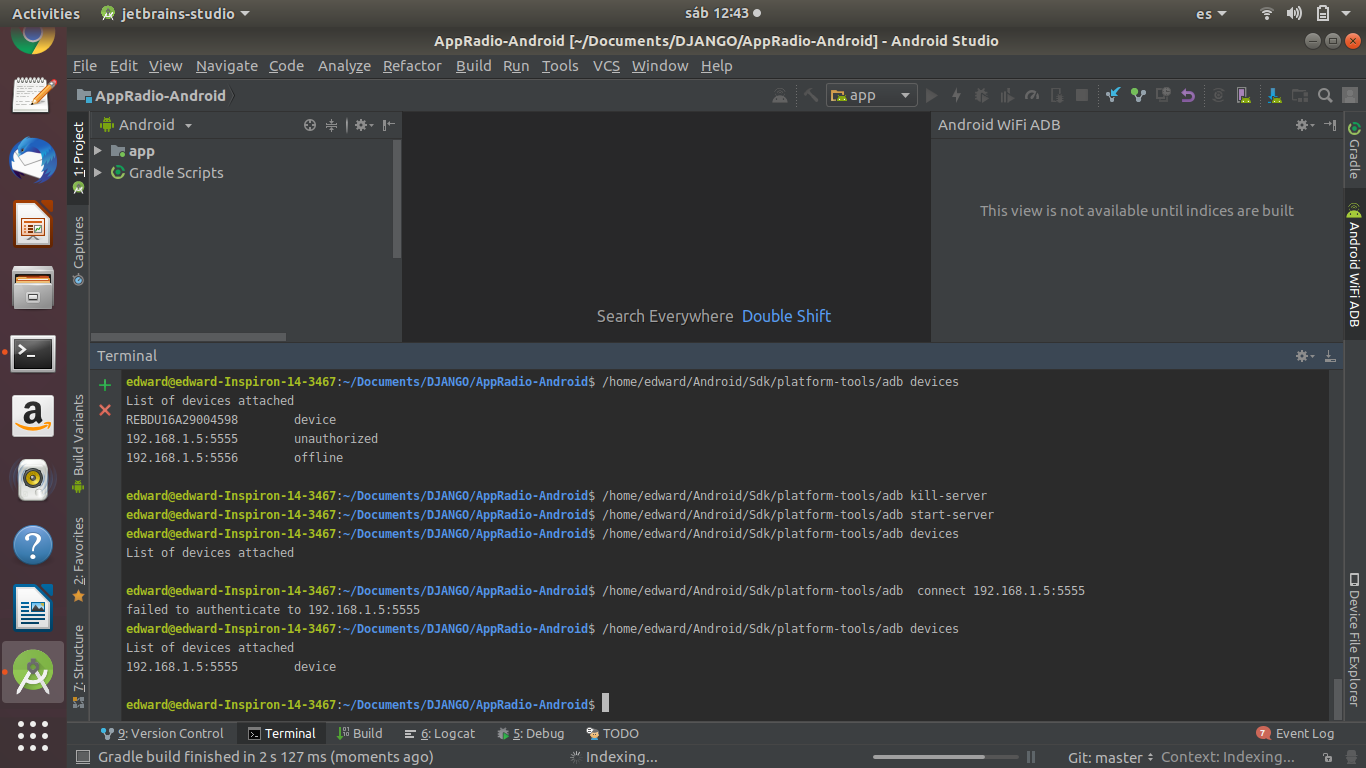 Activities
jetbrains-studio
sáb 12:43
es
AppRadio-Android [~/Documents/DJANGO/AppRadio-Android] - Android Studio
File Edit View Navigate Code Analyze Refactor Build Run Tools VCS Window Help
AppRadio-Android
app
1: Project
Captures
Build Variants
2: Favorites
7: Structure
Android
app
Gradle Scripts
Search Everywhere Double Shift
Android WiFi ADB
This view is not available until indices are built
Gradle
Android WiFi ADB
Device File Explorer
Terminal
edward@edward-Inspiron-14-3467:~/Documents/DJANGO/AppRadio-Android$ /home/edward/Android/Sdk/platform-tools/adb devices
List of devices attached
REBDU16A29004598 device
192.168.1.5:5555 unauthorized
192.168.1.5:5556 offline
edward@edward-Inspiron-14-3467:~/Documents/DJANGO/AppRadio-Android$ /home/edward/Android/Sdk/platform-tools/adb kill-server
edward@edward-Inspiron-14-3467:~/Documents/DJANGO/AppRadio-Android$ /home/edward/Android/Sdk/platform-tools/adb start-server
edward@edward-Inspiron-14-3467:~/Documents/DJANGO/AppRadio-Android$ /home/edward/Android/Sdk/platform-tools/adb devices
List of devices attached
edward@edward-Inspiron-14-3467:~/Documents/DJANGO/AppRadio-Android$ /home/edward/Android/Sdk/platform-tools/adb  connect 192.168.1.5:5555
failed to authenticate to 192.168.1.5:5555
edward@edward-Inspiron-14-3467:~/Documents/DJANGO/AppRadio-Android$ /home/edward/Android/Sdk/platform-tools/adb devices
List of devices attached
192.168.1.5:5555 device
edward@edward-Inspiron-14-3467:~/Documents/DJANGO/AppRadio-Android$
9: Version Control Terminal Build 6: Logcat 5: Debug TODO 7 Event Log
Gradle build finished in 2 s 127 ms (moments ago) Indexing... Git: master Context: Indexing...